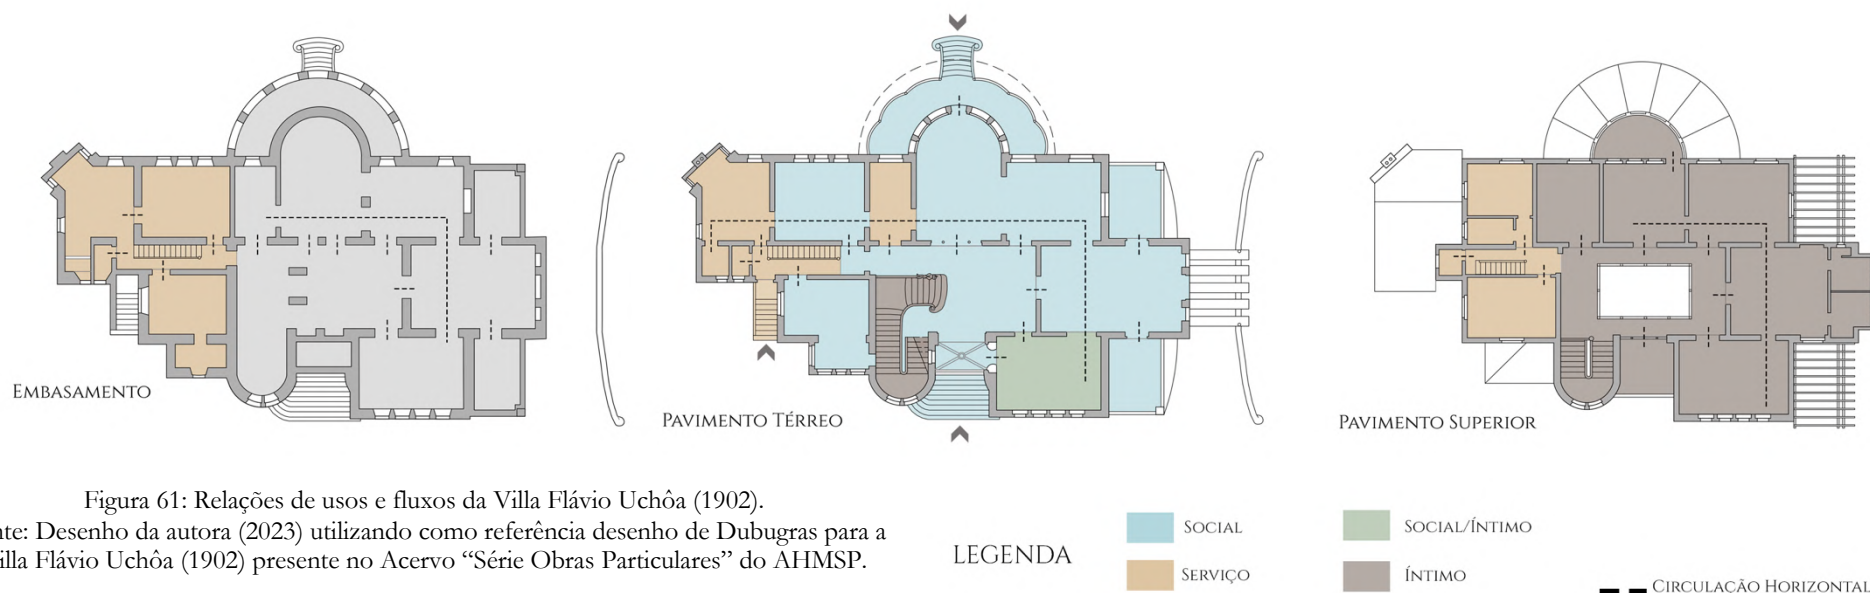 EMBASAMENTO
PAVIMENTO TÉRREO
PAVIMENTO SUPERIOR
Figura 61: Relações de usos e fluxos da Villa Flávio Uchôa (1902).
Desenho da autora (2023) utilizando como referência desenho de Dubugras para a
Flávio Uchôa (1902) presente no Acervo “Série Obras Particulares” do AHMSP.
LEGENDA
SOCIAL
SERVIÇO
SOCIAL/ÍNTIMO
ÍNTIMO
CIRCULAÇÃO HORIZONTAL